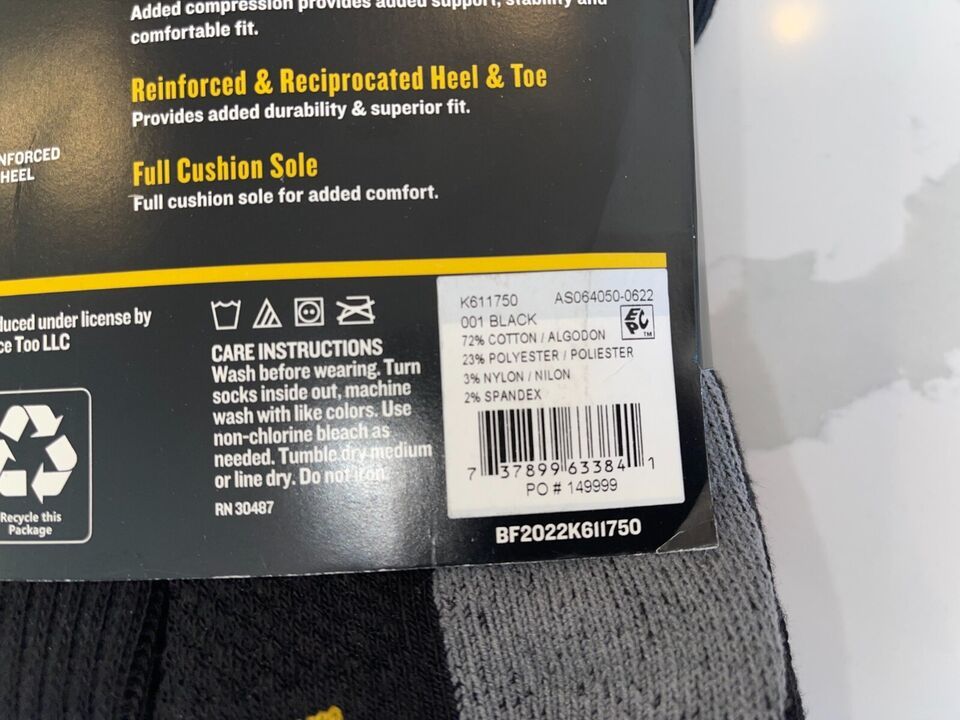 Added compression provides added support, stability and
comfortable fit.
Reinforced & Reciprocated Heel & Toe
Provides added durability & superior fit.
NFORCED
HEEL
Full Cushion Sole
Full cushion sole for added comfort.
duced under license by
ce Too LLC
CARE INSTRUCTIONS
Wash before wearing. Turn
socks inside out, machine
wash with like colors. Use
non-chlorine bleach as
needed. Tumble dry medium
or line dry. Do not iron.
RN 30487
Recycle this
Package
K611750 AS064050-0622
001 BLACK
EPC TM
72% COTTON / ALGODON
23% POLYESTER / POLIESTER
3% NYLON / NILON
2% SPANDEX
7 37899 63384 1
PO # 149999
BF2022K611750